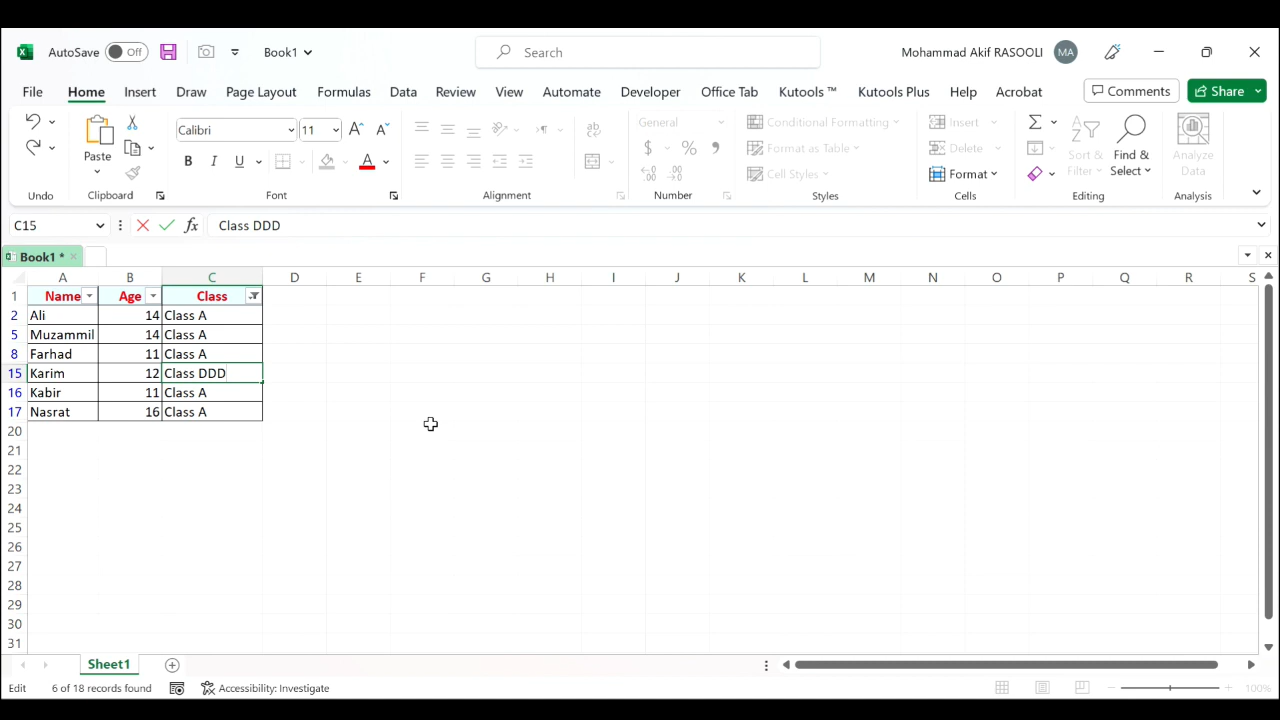 AutoSave Off Book1 Search Mohammad Akif RASOOLI MA
File Home Insert Draw Page Layout Formulas Data Review View Automate Developer Office Tab Kutools ™ Kutools Plus Help Acrobat Comments Share
Paste
Calibri 11
B I U A
General
$ % 9
Conditional Formatting
Format as Table
Cell Styles
Insert
Delete
Format
Sort &
Filter
Find &
Select
Analyze
Data
Undo Clipboard Font Alignment Number Styles Cells Editing Analysis
C15 fx Class DDD
Book1 *
A B C D E F G H I J K L M N O P Q R S
1 Name Age Class
2 Ali 14 Class A
5 Muzammil 14 Class A
8 Farhad 11 Class A
15 Karim 12 Class DDD
16 Kabir 11 Class A
17 Nasrat 16 Class A
20
21
22
23
24
25
26
27
28
29
30
31
Sheet1
Edit 6 of 18 records found Accessibility: Investigate 100%